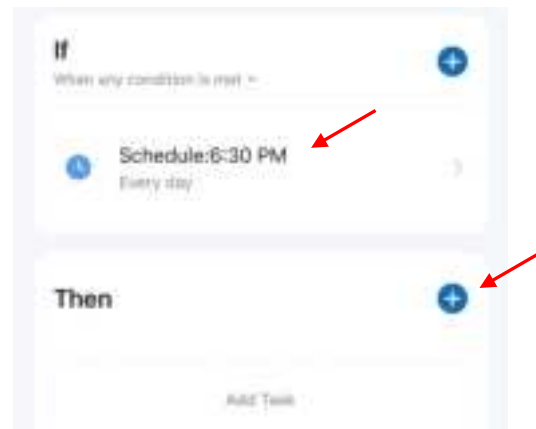 If
When any condition is met
Schedule:6:30 PM
Every day
Then
Add Task